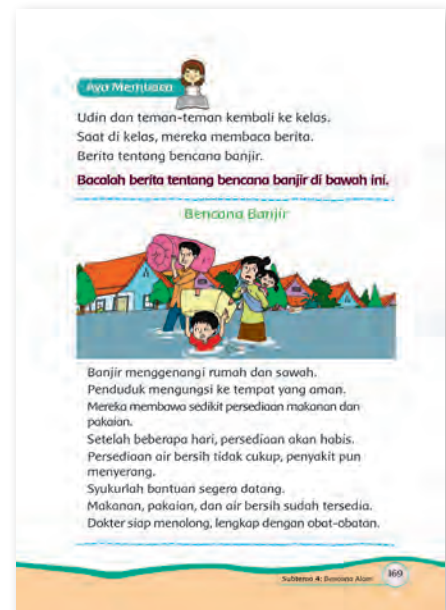 Ayo Membaca
Udin dan teman-teman kembali ke kelas.
Saat di kelas, mereka membaca berita.
Berita tentang bencana banjir.
Bacalah berita tentang bencana banjir di bawah ini.
Bencana Banjir
Banjir menggenangi rumah dan sawah.
Penduduk mengungsi ke tempat yang aman.
Mereka membawa sedikit persediaan makanan dan
pakaian.
Setelah beberapa hari, persediaan akan habis.
Persediaan air bersih tidak cukup, penyakit pun
menyerang.
Syukurlah bantuan segera datang.
Makanan, pakaian, dan air bersih sudah tersedia.
Dokter siap menolong, lengkap dengan obat-obatan.
Subtema 4: Bencana Alam
169